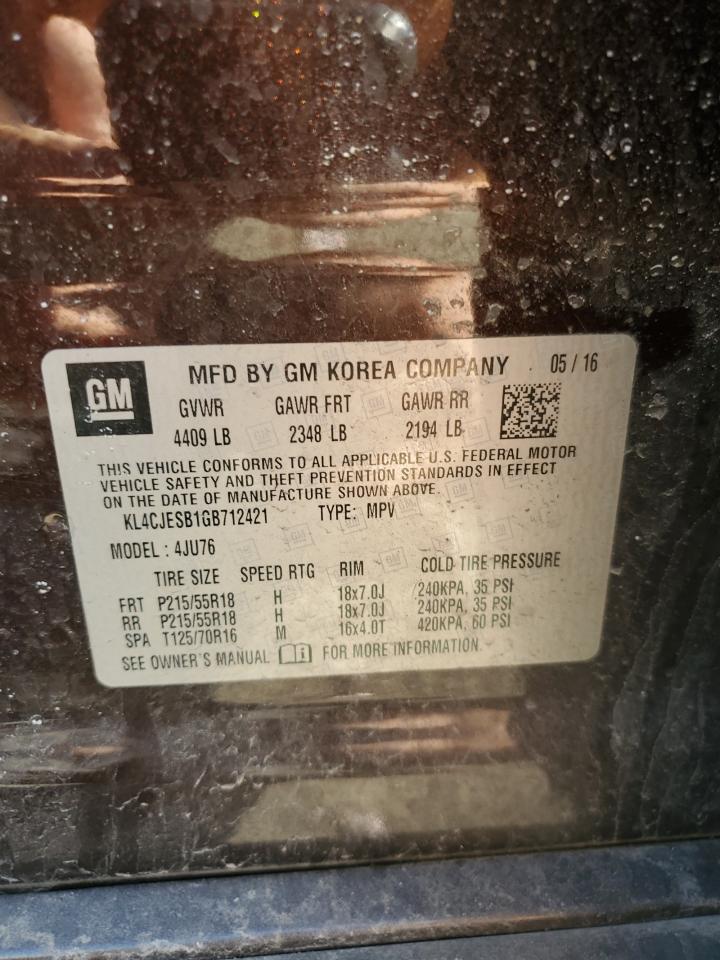 GM
MFD BY GM KOREA COMPANY 05 / 16
GVWR GAWR FRT GAWR RR
4409 LB 2348 LB 2194 LB
THIS VEHICLE CONFORMS TO ALL APPLICABLE U.S. FEDERAL MOTOR
VEHICLE SAFETY AND THEFT PREVENTION STANDARDS IN EFFECT
ON THE DATE OF MANUFACTURE SHOWN ABOVE.
KL4CJESB1GB712421 TYPE: MPV
MODEL : 4JU76
TIRE SIZE SPEED RTG RIM COLD TIRE PRESSURE
FRT P215/55R18 H 18x7.0J 240KPA, 35 PSI
RR P215/55R18 H 18x7.0J 240KPA, 35 PSI
SPA T125/70R16 M 16x4.0T 420KPA, 60 PSI
SEE OWNER'S MANUAL FOR MORE INFORMATION.